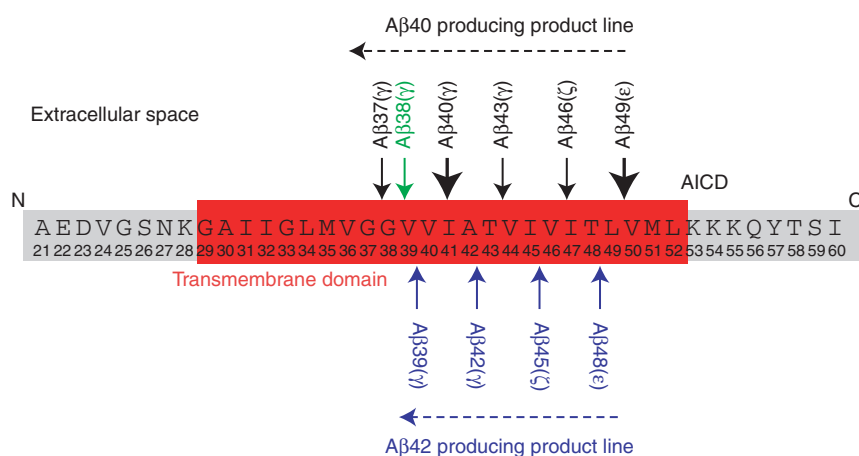 Aβ40 producing product line
Extracellular space
Aβ37(γ)
Aβ38(γ)
Aβ40(γ)
Aβ43(γ)
Aβ46(ζ)
Aβ49(ε)
AICD
N
C
A E D V G S N K G A I I G L M V G G V V I A T V I V I T L V M L K K K Q Y T S I
21 22 23 24 25 26 27 28 29 30 31 32 33 34 35 36 37 38 39 40 41 42 43 44 45 46 47 48 49 50 51 52 53 54 55 56 57 58 59 60
Transmembrane domain
Aβ39(γ)
Aβ42(γ)
Aβ45(ζ)
Aβ48(ε)
Aβ42 producing product line